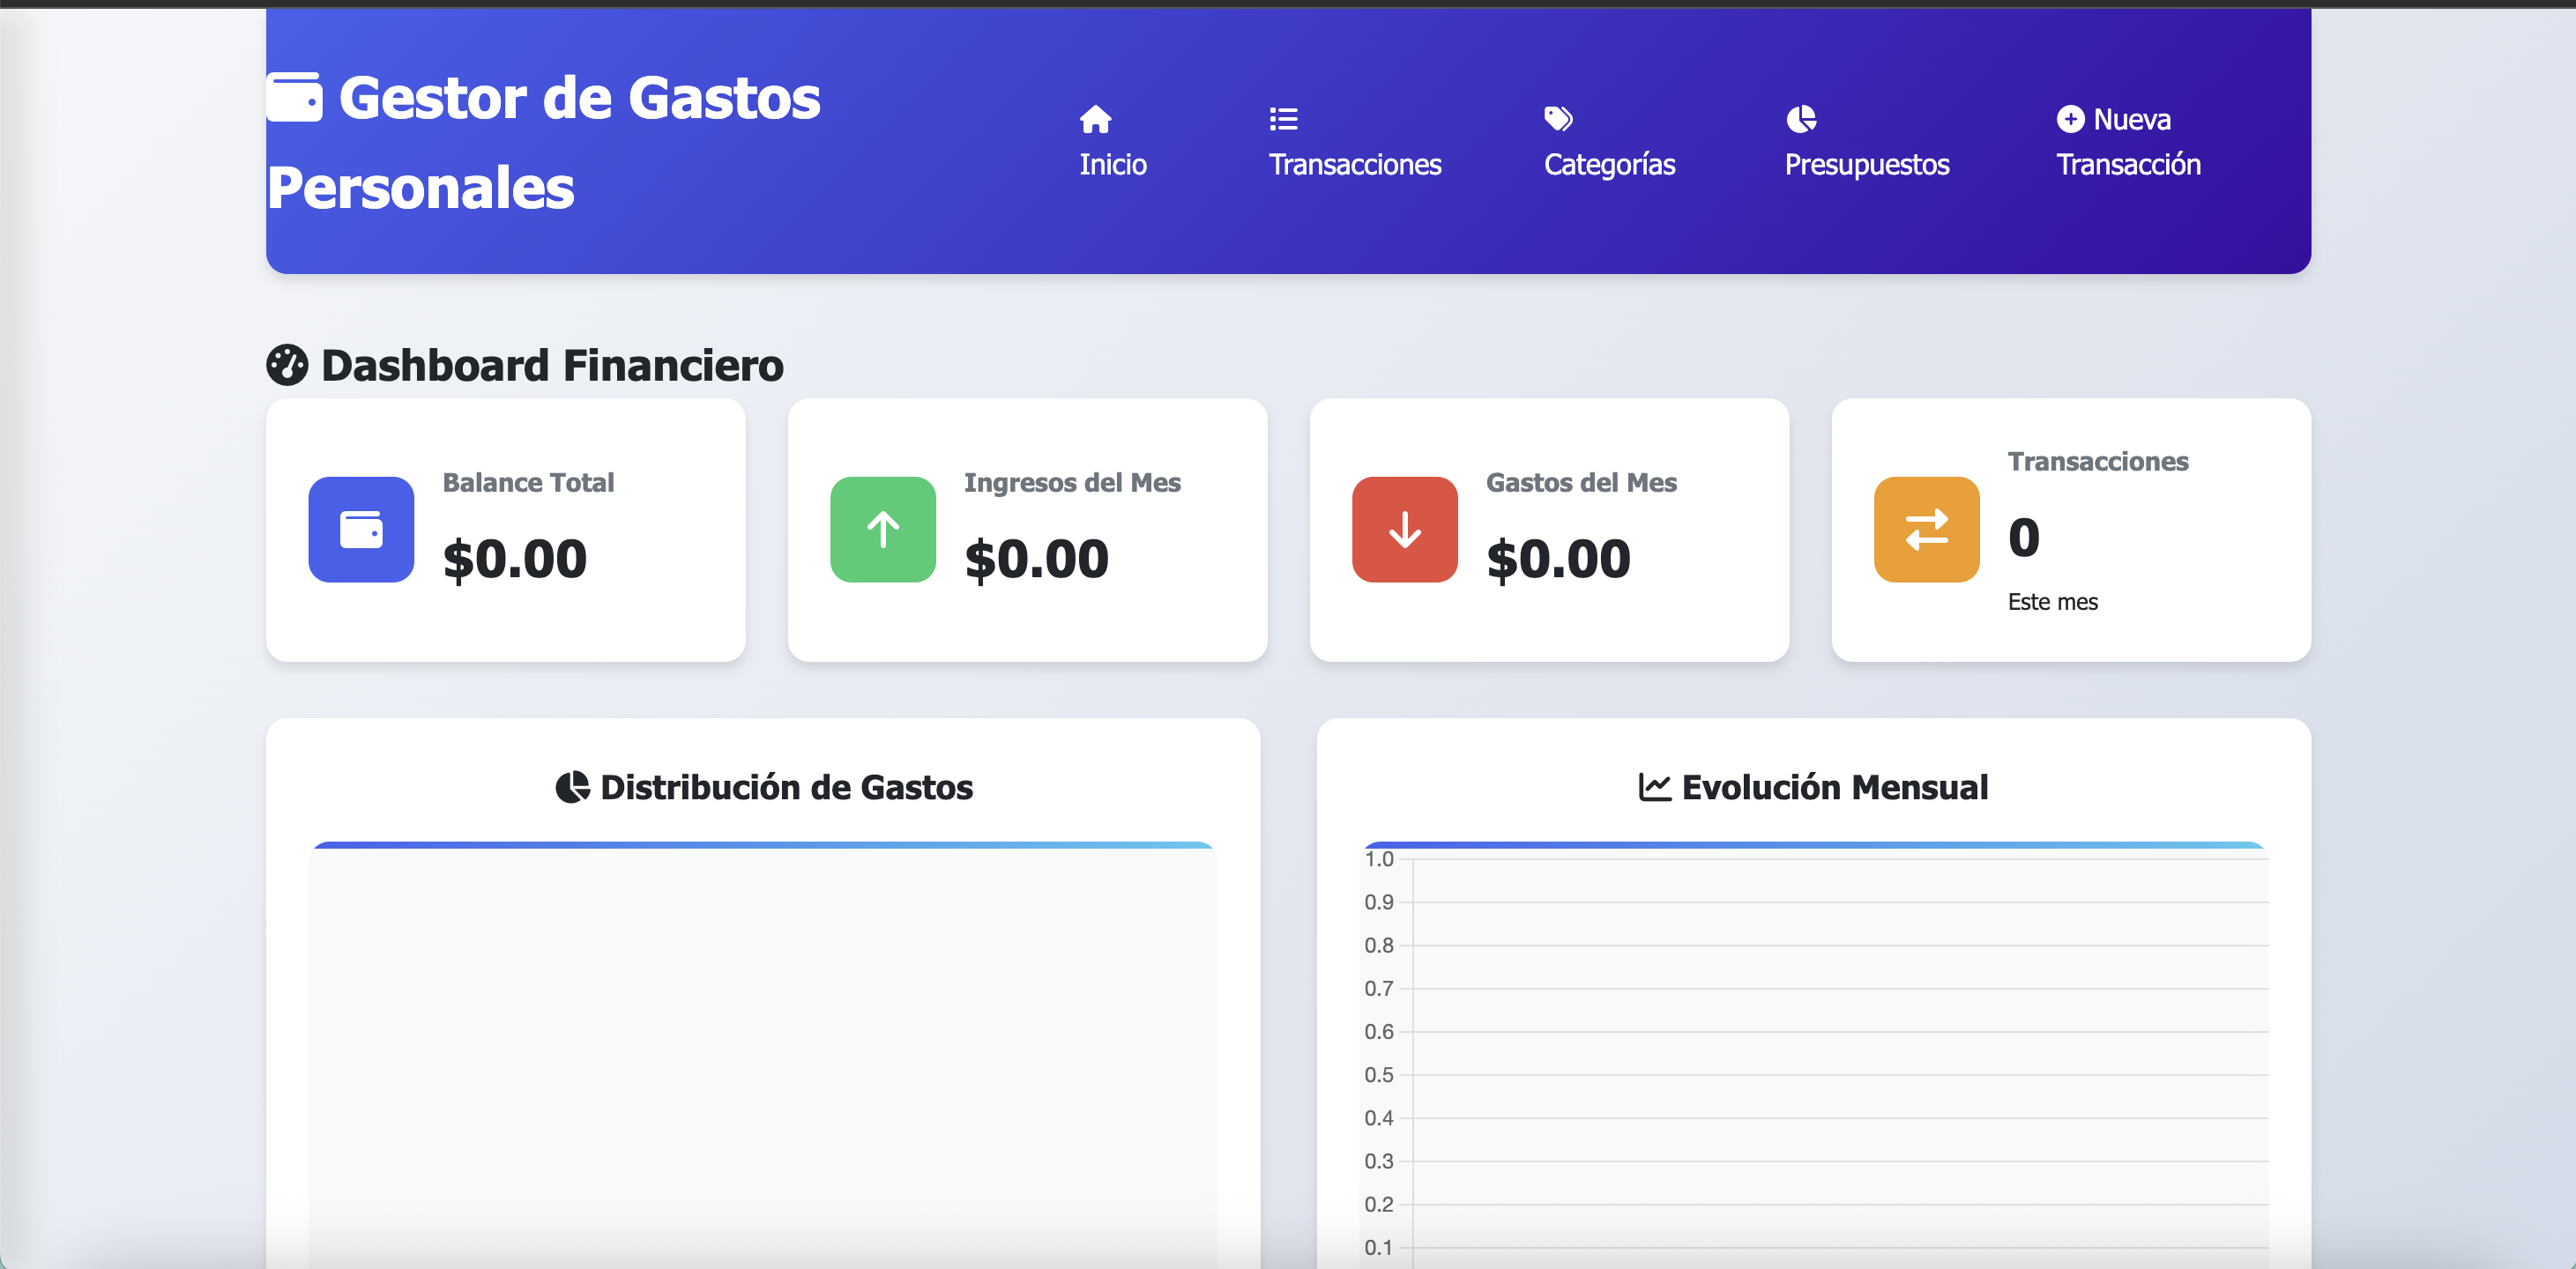 Gestor de Gastos
Personales
Inicio
Transacciones
Categorías
Presupuestos
Nueva
Transacción
Dashboard Financiero
Balance Total
$0.00
Ingresos del Mes
$0.00
Gastos del Mes
$0.00
Transacciones
0
Este mes
Distribución de Gastos
Evolución Mensual
1.0
0.9
0.8
0.7
0.6
0.5
0.4
0.3
0.2
0.1